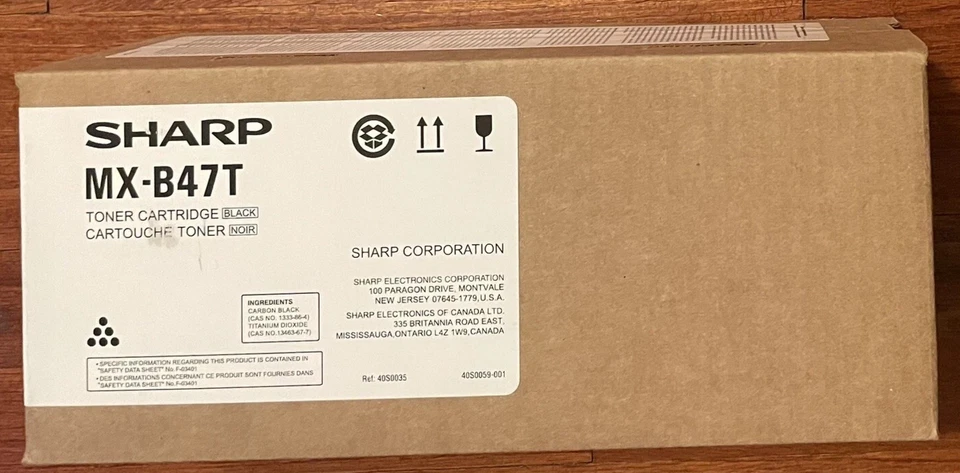 SHARP
MX-B47T
TONER CARTRIDGE BLACK
CARTOUCHE TONER NOIR
SHARP CORPORATION
SHARP ELECTRONICS CORPORATION
100 PARAGON DRIVE, MONTVALE
NEW JERSEY 07645-1779,U.S.A.
SHARP ELECTRONICS OF CANADA LTD.
335 BRITANNIA ROAD EAST,
MISSISSAUGA,ONTARIO L4Z 1W9,CANADA
INGREDIENTS
CARBON BLACK
(CAS NO. 1333-86-4)
TITANIUM DIOXIDE
(CAS NO.13463-67-7)
• SPECIFIC INFORMATION REGARDING THIS PRODUCT IS CONTAINED IN
"SAFETY DATA SHEET" No. F-03401
• DES INFORMATIONS CONCERNANT CE PRODUIT SONT FOURNIES DANS
"SAFETY DATA SHEET" No.F-03401
Ref: 40S0035
40S0059-001